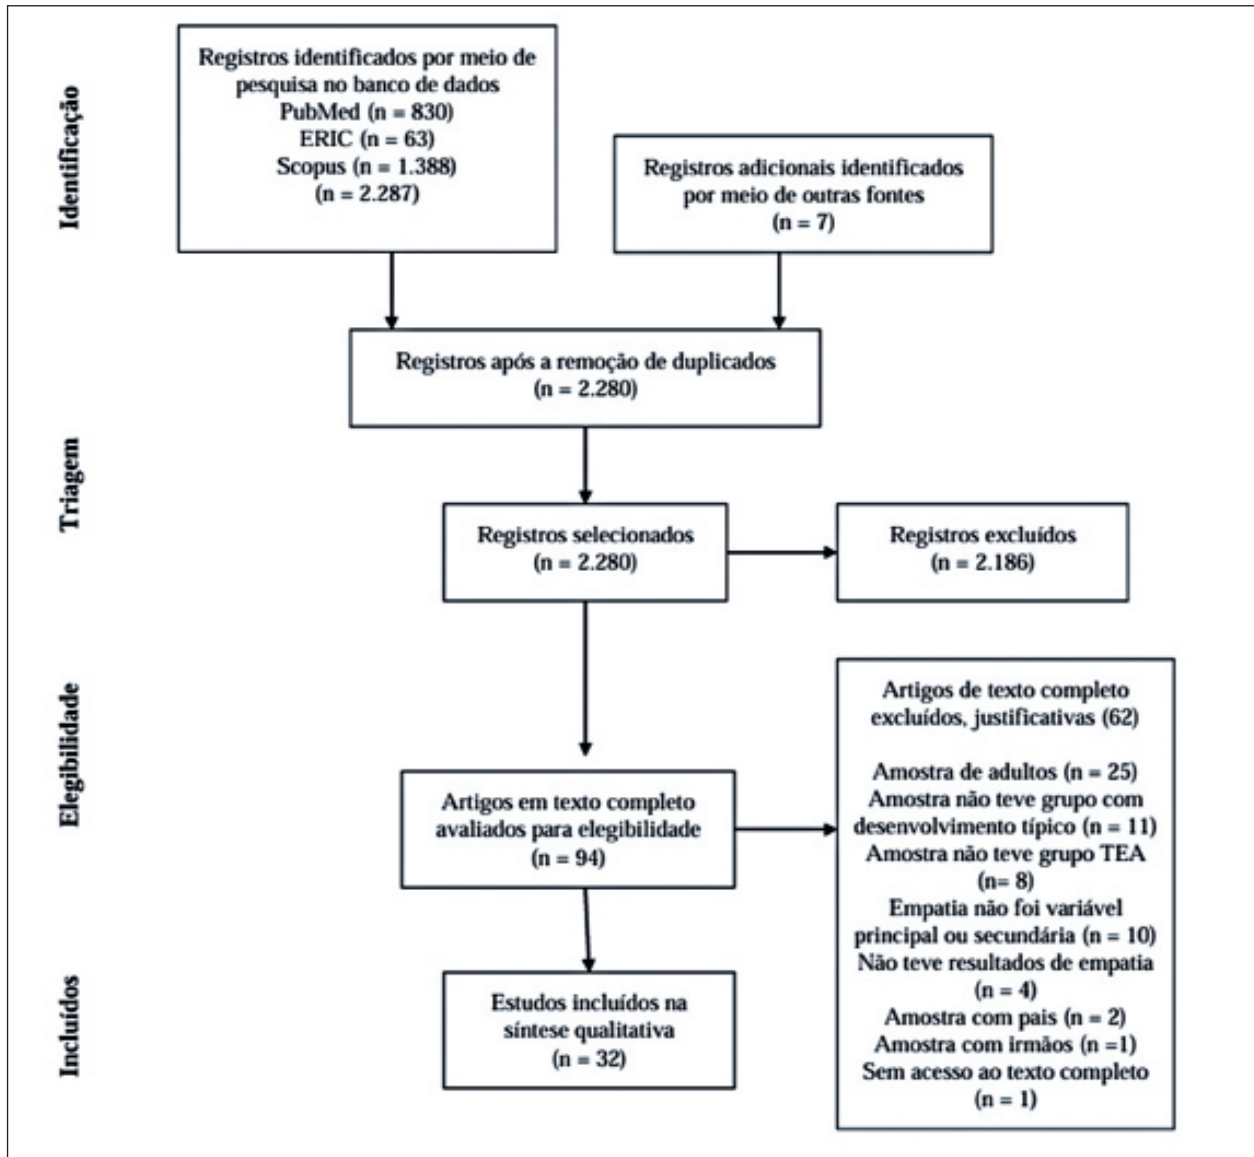 Identificação
Registros identificados por meio de
pesquisa no banco de dados
PubMed (n = 830)
ERIC (n = 63)
Scopus (n = 1.388)
(n = 2.287)
Registros adicionais identificados
por meio de outras fontes
(n = 7)
Registros após a remoção de duplicados
(n = 2.280)
Triagem
Registros selecionados
(n = 2.280)
Registros excluídos
(n = 2.186)
Elegibilidade
Artigos em texto completo
avaliados para elegibilidade
(n = 94)
Artigos de texto completo
excluídos, justificativas (62)
Amostra de adultos (n = 25)
Amostra não teve grupo com
desenvolvimento típico (n = 11)
Amostra não teve grupo TEA
(n= 8)
Empatia não foi variável
principal ou secundária (n = 10)
Não teve resultados de empatia
(n = 4)
Amostra com pais (n = 2)
Amostra com irmãos (n =1)
Sem acesso ao texto completo
(n = 1)
Incluídos
Estudos incluídos na
síntese qualitativa
(n = 32)